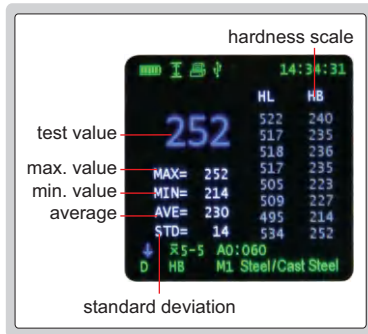 hardness scale
14:34:31
HL HB
522 240
517 235
518 236
517 235
505 223
509 227
495 214
534 252
test value
252
max. value
MAX= 252
min. value
MIN= 214
average
AVE= 230
STD= 14
x̄5-5 A0:060
D HB M1 Steel/Cast Steel
standard deviation